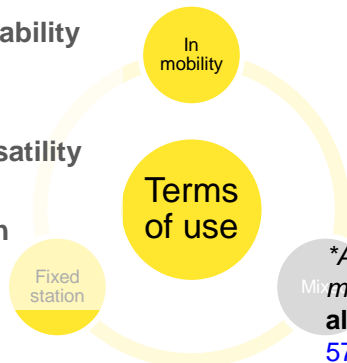 ability
In
mobility
satility
Terms
of use
n
Fixed
station
*A
Mix
m
al
57